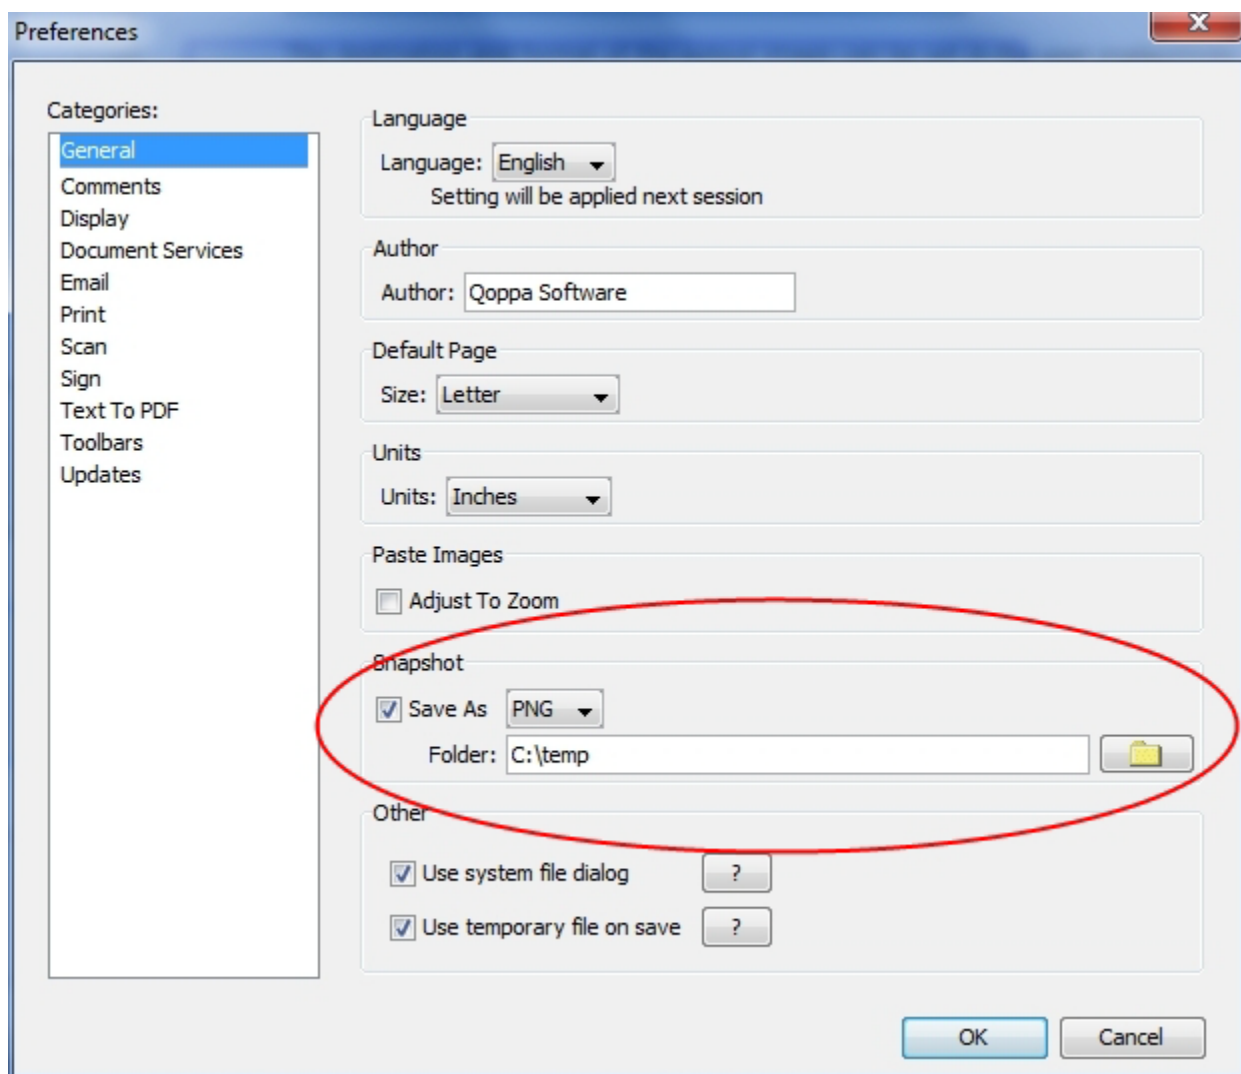 Preferences
Categories:
General
Comments
Display
Document Services
Email
Print
Scan
Sign
Text To PDF
Toolbars
Updates
Language
Language: English
Setting will be applied next session
Author
Author: Qoppa Software
Default Page
Size: Letter
Units
Units: Inches
Paste Images
Adjust To Zoom
Snapshot
Save As PNG
Folder: C:\temp
Other
Use system file dialog ?
Use temporary file on save ?
OK Cancel